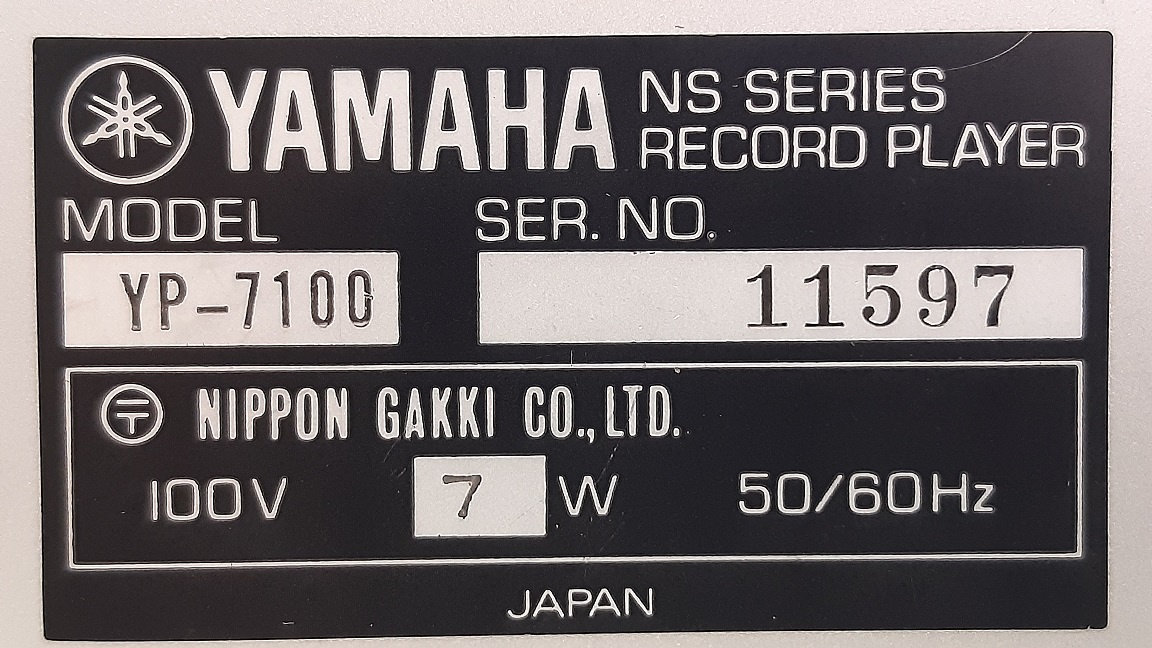 YAMAHA NS SERIES
RECORD PLAYER
MODEL SER. NO.
YP-7100 11597
〒 NIPPON GAKKI CO., LTD.
100V 7 W 50/60Hz
JAPAN